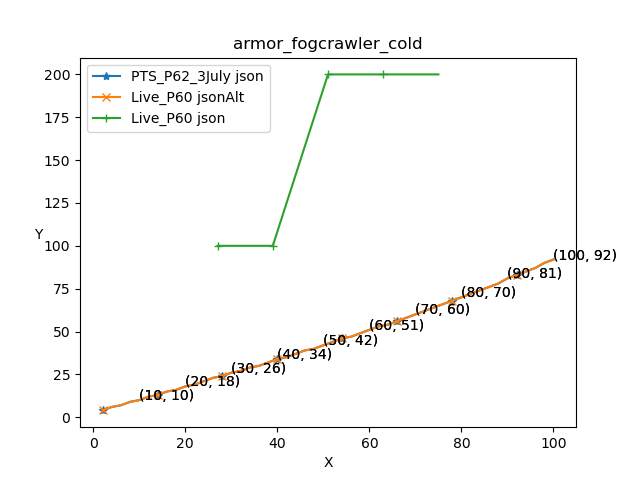 armor_fogcrawler_cold
PTS_P62_3July json
Live_P60 jsonAlt
Live_P60 json
200
175
150
125
100
75
50
25
0
Y
(100, 92)
(90, 81)
(80, 70)
(70, 60)
(60, 51)
(50, 42)
(40, 34)
(30, 26)
(20, 18)
(10, 10)
0 20 40 60 80 100
X